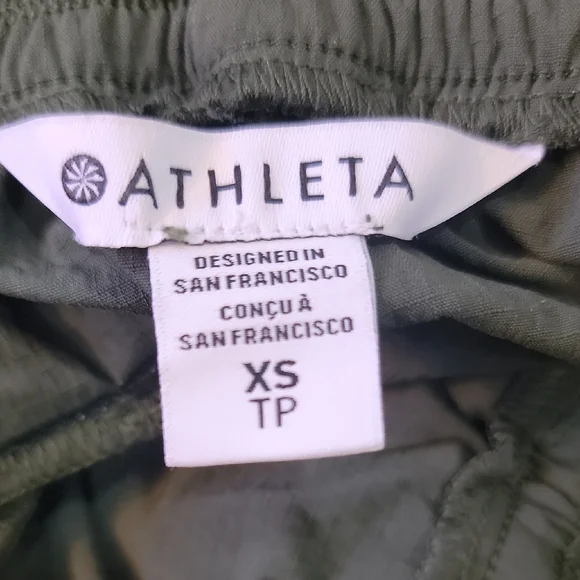 ATHLETA
DESIGNED IN
SAN FRANCISCO
CONÇU À
SAN FRANCISCO
XS
TP